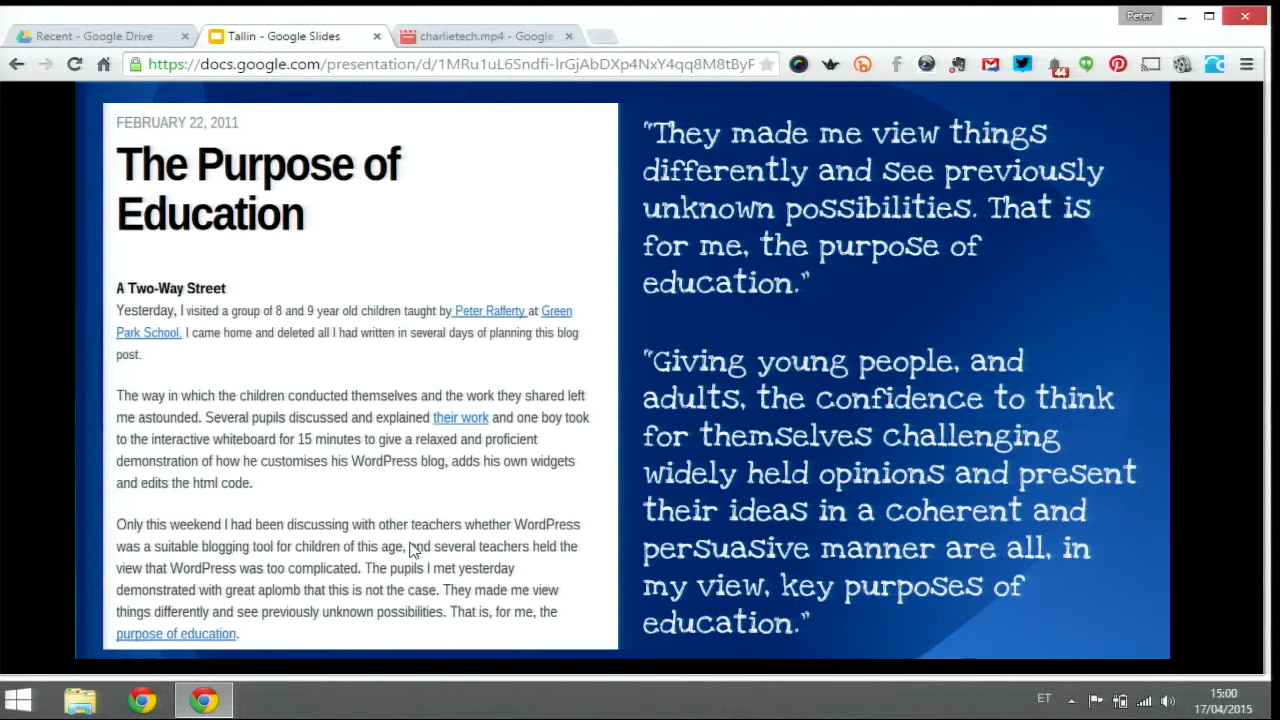 Peter
Recent - Google Drive
Tallin - Google Slides
charlietech.mp4 - Google
https://docs.google.com/presentation/d/1MRu1uL6Sndfi-IrGjAbDXp4NxY4qq8M8tByF
44
FEBRUARY 22, 2011
The Purpose of
Education
A Two-Way Street
Yesterday, I visited a group of 8 and 9 year old children taught by Peter Rafferty at Green
Park School. I came home and deleted all I had written in several days of planning this blog
post.
The way in which the children conducted themselves and the work they shared left
me astounded. Several pupils discussed and explained their work and one boy took
to the interactive whiteboard for 15 minutes to give a relaxed and proficient
demonstration of how he customises his WordPress blog, adds his own widgets
and edits the html code.
Only this weekend I had been discussing with other teachers whether WordPress
was a suitable blogging tool for children of this age, and several teachers held the
view that WordPress was too complicated. The pupils I met yesterday
demonstrated with great aplomb that this is not the case. They made me view
things differently and see previously unknown possibilities. That is, for me, the
purpose of education.
"They made me view things
differently and see previously
unknown possibilities. That is
for me, the purpose of
education."
"Giving young people, and
adults, the confidence to think
for themselves challenging
widely held opinions and present
their ideas in a coherent and
persuasive manner are all, in
my view, key purposes of
education."
ET
15:00
17/04/2015